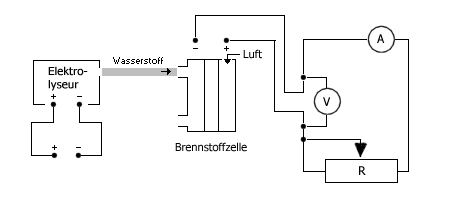 Wasserstoff
- +
Luft
A
Elektro-
lyseur
+ -
V
+ -
Brennstoffzelle
R